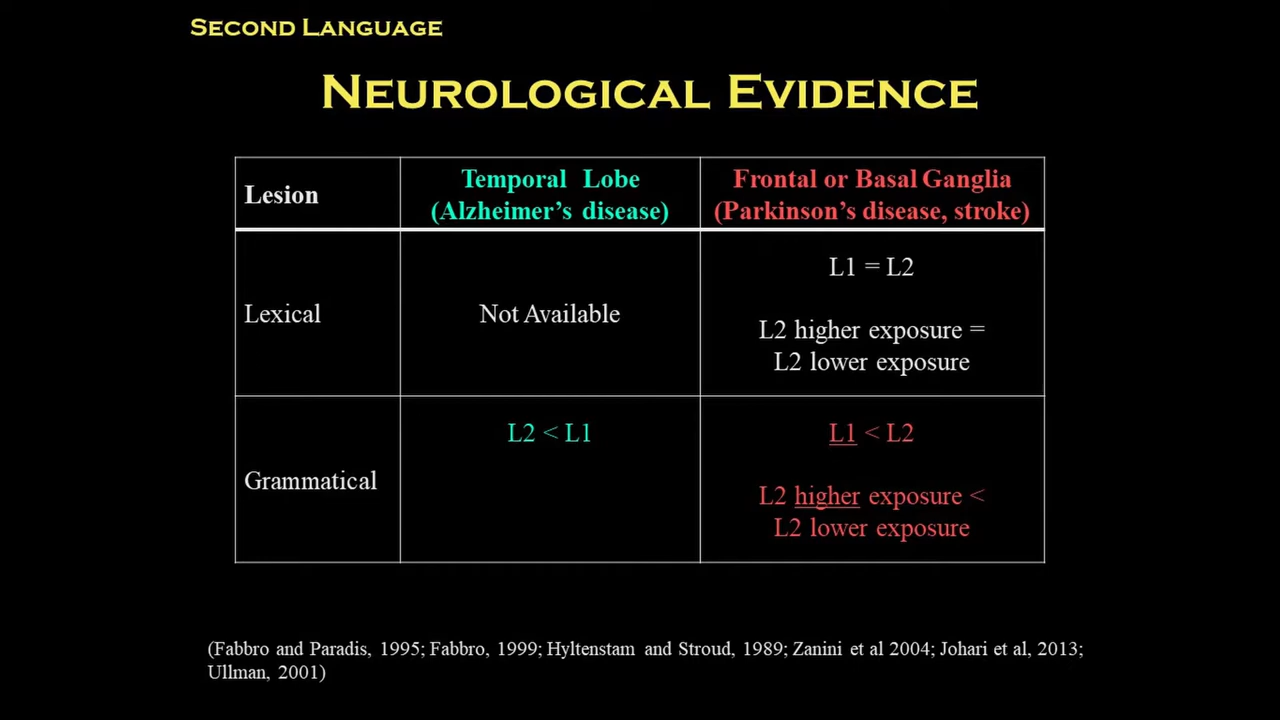 Second Language
Neurological Evidence
Lesion
Temporal Lobe
(Alzheimer’s disease)
Frontal or Basal Ganglia
(Parkinson’s disease, stroke)
Lexical
Not Available
L1 = L2
L2 higher exposure =
L2 lower exposure
Grammatical
L2 < L1
L1 < L2
L2 higher exposure <
L2 lower exposure
(Fabbro and Paradis, 1995; Fabbro, 1999; Hyltenstam and Stroud, 1989; Zanini et al 2004; Johari et al, 2013;
Ullman, 2001)